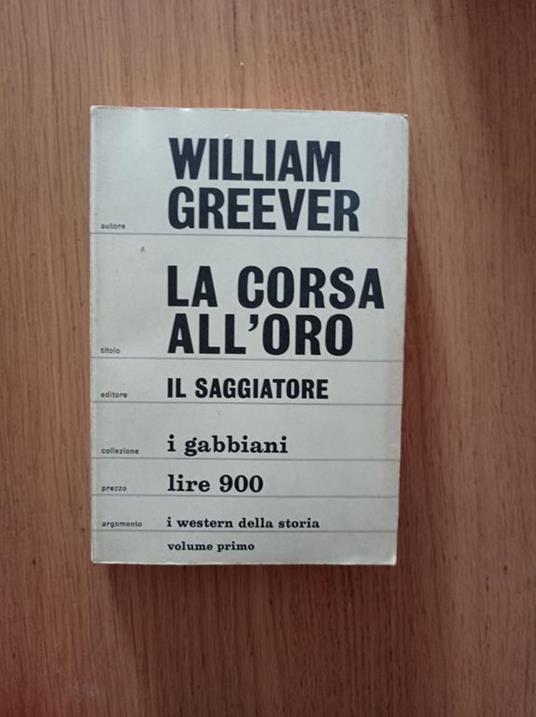 WILLIAM
autore GREEVER
LA CORSA
titolo ALL'ORO
editore IL SAGGIATORE
collezione i gabbiani
prezzo lire 900
argomento i western della storia
volume primo